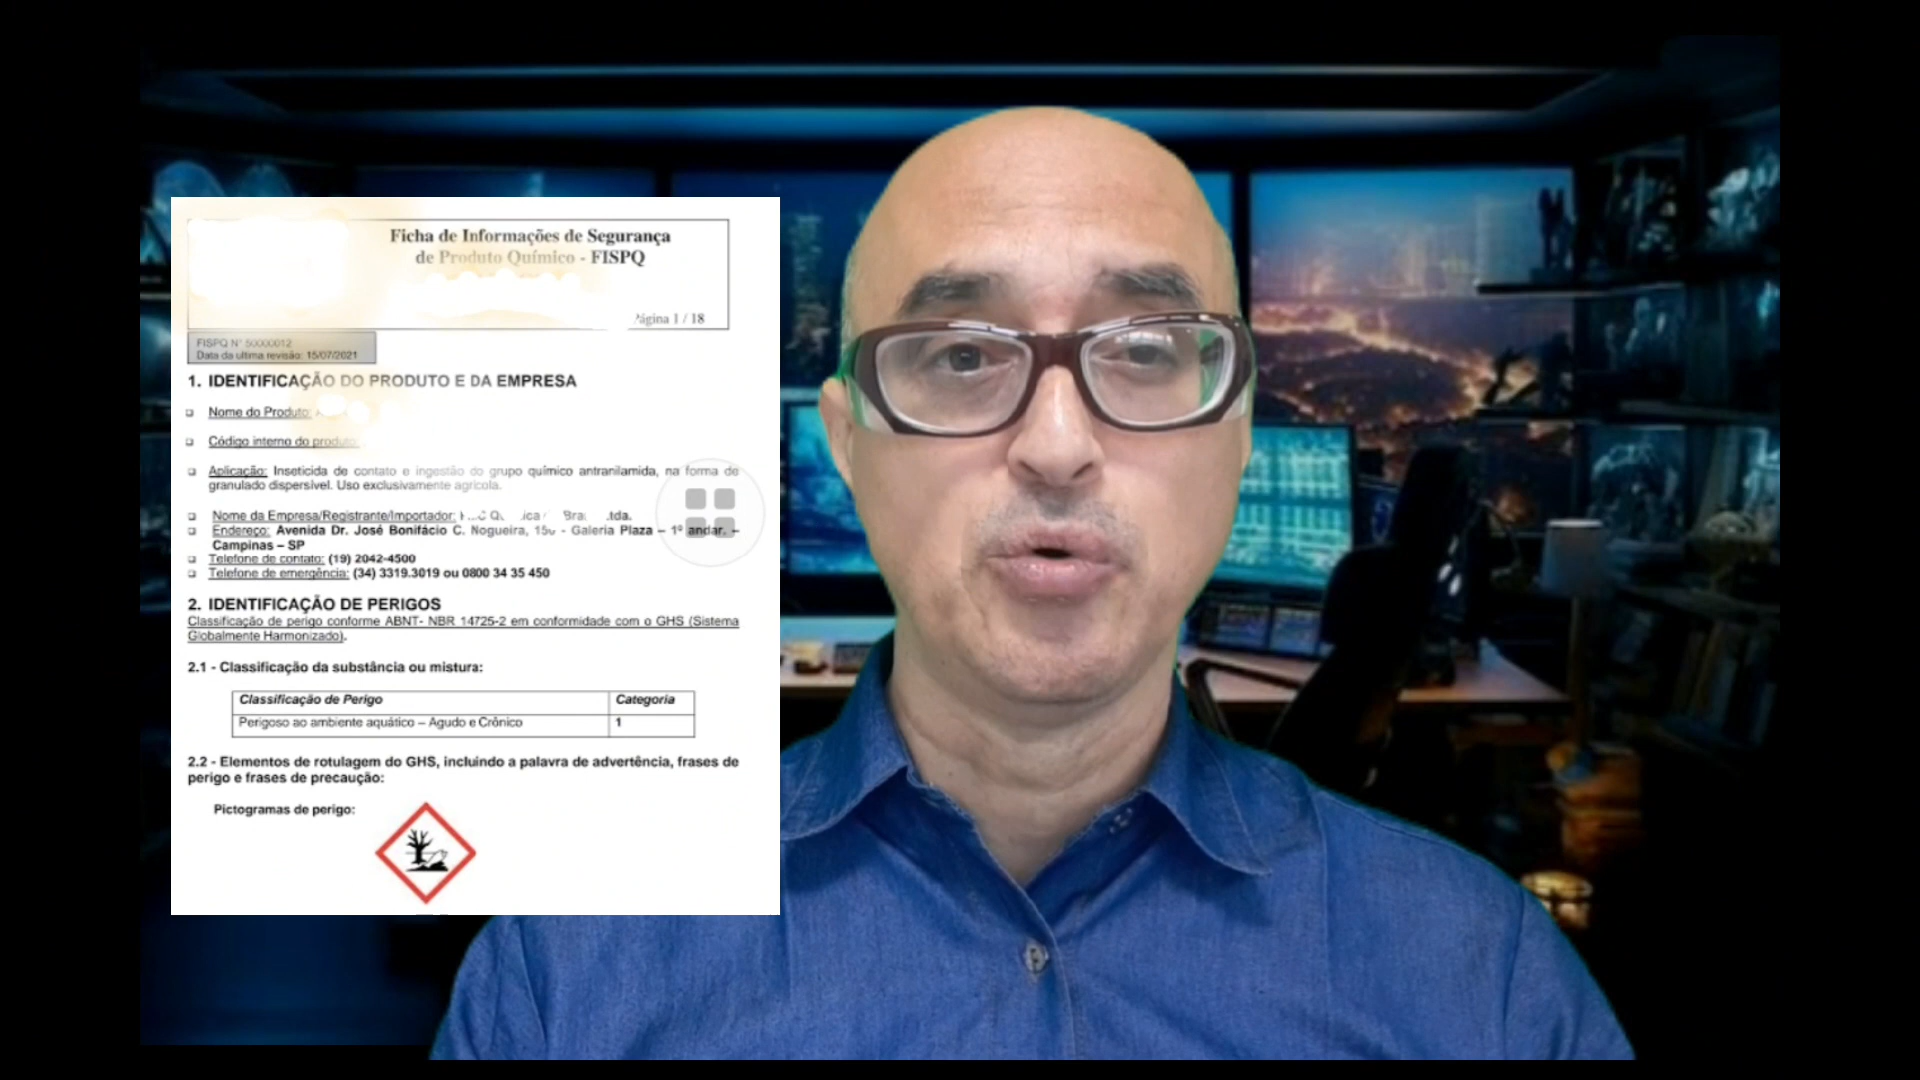 Ficha de Informações de Segurança
de Produto Químico - FISPQ
Página 1 / 18
FISPQ N° 50000012
Data da ultima revisão: 15/07/2021
1. IDENTIFICAÇÃO DO PRODUTO E DA EMPRESA
Nome do Produto:
Código interno do produto:
Aplicação: Inseticida de contato e ingestão do grupo químico antranilamida, na forma de
granulado dispersível. Uso exclusivamente agrícola.
Nome da Empresa/Registrante/Importador: ltda.
Endereço: Avenida Dr. José Bonifácio C. Nogueira, - Galeria Plaza – 1º andar. –
Campinas – SP
Telefone de contato: (19) 2042-4500
Telefone de emergência: (34) 3319.3019 ou 0800 34 35 450
2. IDENTIFICAÇÃO DE PERIGOS
Classificação de perigo conforme ABNT- NBR 14725-2 em conformidade com o GHS (Sistema
Globalmente Harmonizado).
2.1 - Classificação da substância ou mistura:
Classificação de Perigo Categoria
Perigoso ao ambiente aquático – Agudo e Crônico 1
2.2 - Elementos de rotulagem do GHS, incluindo a palavra de advertência, frases de
perigo e frases de precaução:
Pictogramas de perigo: